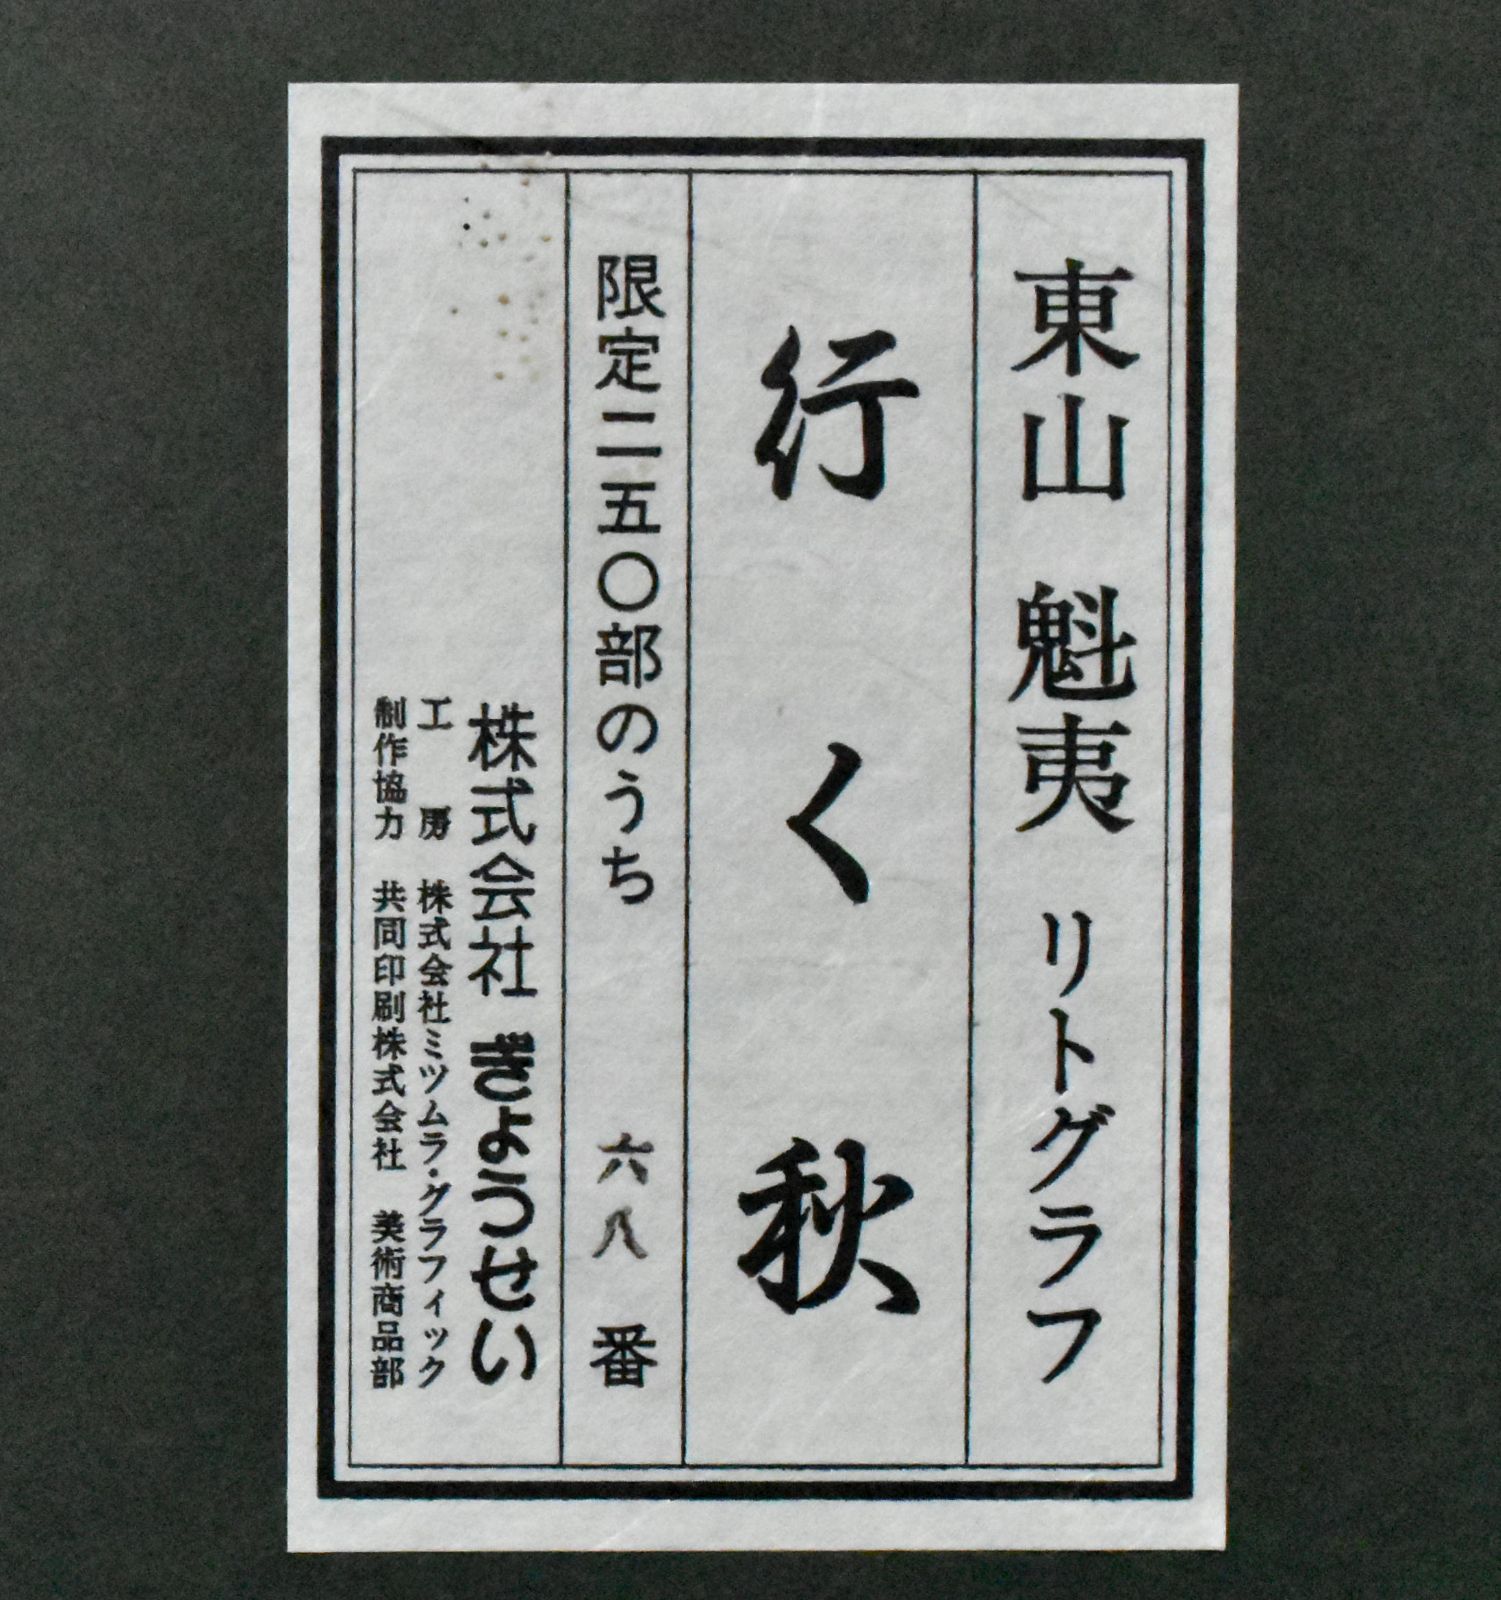 東山 魁夷 リトグラフ
行く秋
限定二五〇部のうち 六八 番
株式会社 ぎょうせい
工房 株式会社ミツムラ・グラフィック
制作協力 共同印刷株式会社 美術商品部